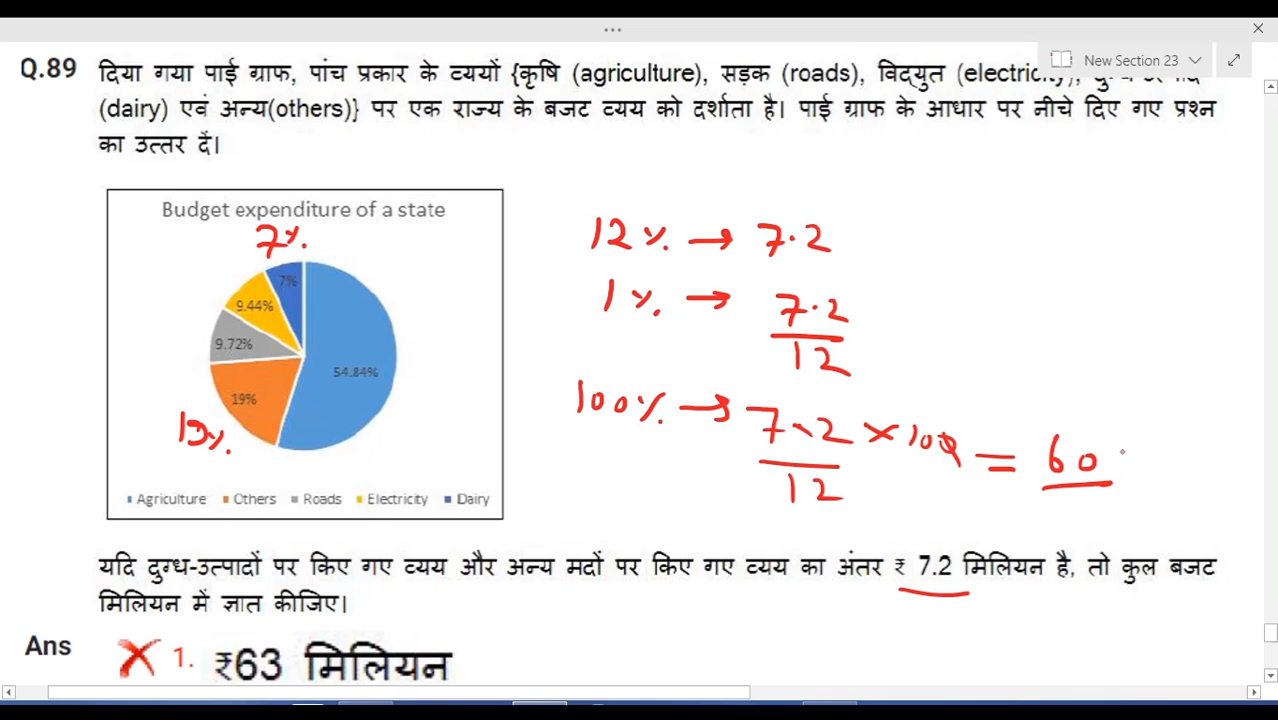 New Section 23
Q.89 दिया गया पाई ग्राफ, पांच प्रकार के व्ययों {कृषि (agriculture), सड़क (roads), विद्युत (electricity),
(dairy) एवं अन्य(others)} पर एक राज्य के बजट व्यय को दर्शाता है। पाई ग्राफ के आधार पर नीचे दिए गए प्रश्न
का उत्तर दें।
Budget expenditure of a state
7%
7%
9.44%
9.72%
54.84%
19%
19%
Agriculture Others Roads Electricity Dairy
12% → 7.2
1% → 7.2
12
100% → 7.2 × 100 = 60
12
यदि दुग्ध-उत्पादों पर किए गए व्यय और अन्य मदों पर किए गए व्यय का अंतर ₹ 7.2 मिलियन है, तो कुल बजट
मिलियन में ज्ञात कीजिए।
Ans X 1. ₹63 मिलियन